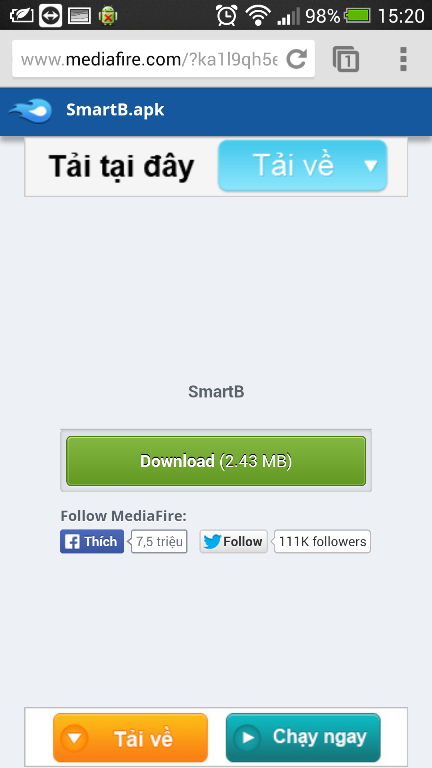 98% 15:20
www.mediafire.com/?ka1l9qh5e
1
SmartB.apk
Tải tại đây
Tải về
SmartB
Download (2.43 MB)
Follow MediaFire:
Thích 7,5 triệu Follow 111K followers
Tải về
Chạy ngay